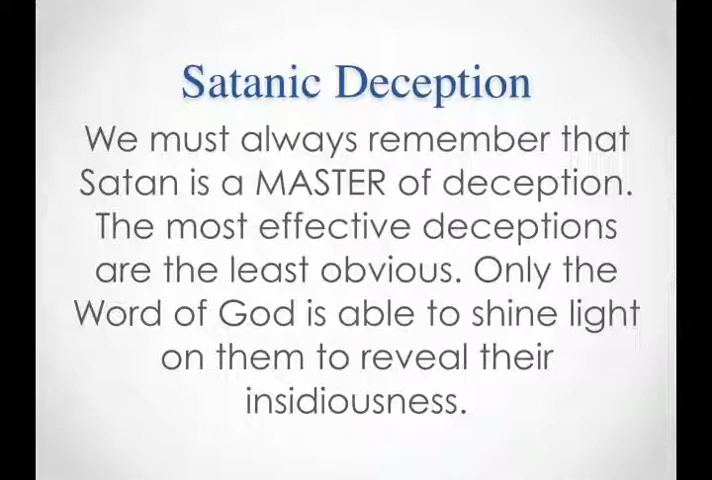 Satanic Deception
We must always remember that
Satan is a MASTER of deception.
The most effective deceptions
are the least obvious. Only the
Word of God is able to shine light
on them to reveal their
insidiousness.